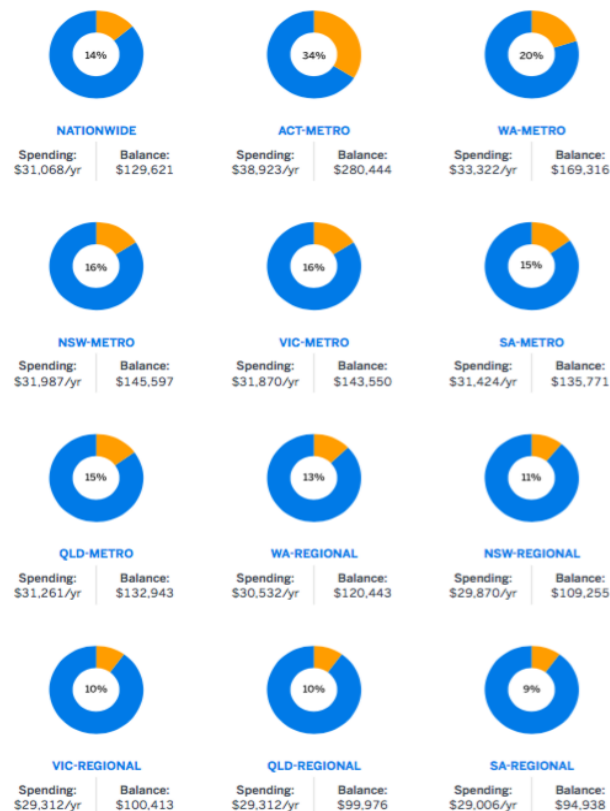 14%
34%
20%
NATIONWIDE
ACT-METRO
WA-METRO
Spending: Balance:
$31,068/yr $129,621
Spending: Balance:
$38,923/yr $280,444
Spending: Balance:
$33,322/yr $169,316
16%
16%
15%
NSW-METRO
VIC-METRO
SA-METRO
Spending: Balance:
$31,987/yr $145,597
Spending: Balance:
$31,870/yr $143,550
Spending: Balance:
$31,424/yr $135,771
15%
13%
11%
QLD-METRO
WA-REGIONAL
NSW-REGIONAL
Spending: Balance:
$31,261/yr $132,943
Spending: Balance:
$30,532/yr $120,443
Spending: Balance:
$29,870/yr $109,255
10%
10%
9%
VIC-REGIONAL
QLD-REGIONAL
SA-REGIONAL
Spending: Balance:
$29,312/yr $100,413
Spending: Balance:
$29,312/yr $99,976
Spending: Balance:
$29,006/yr $94,936